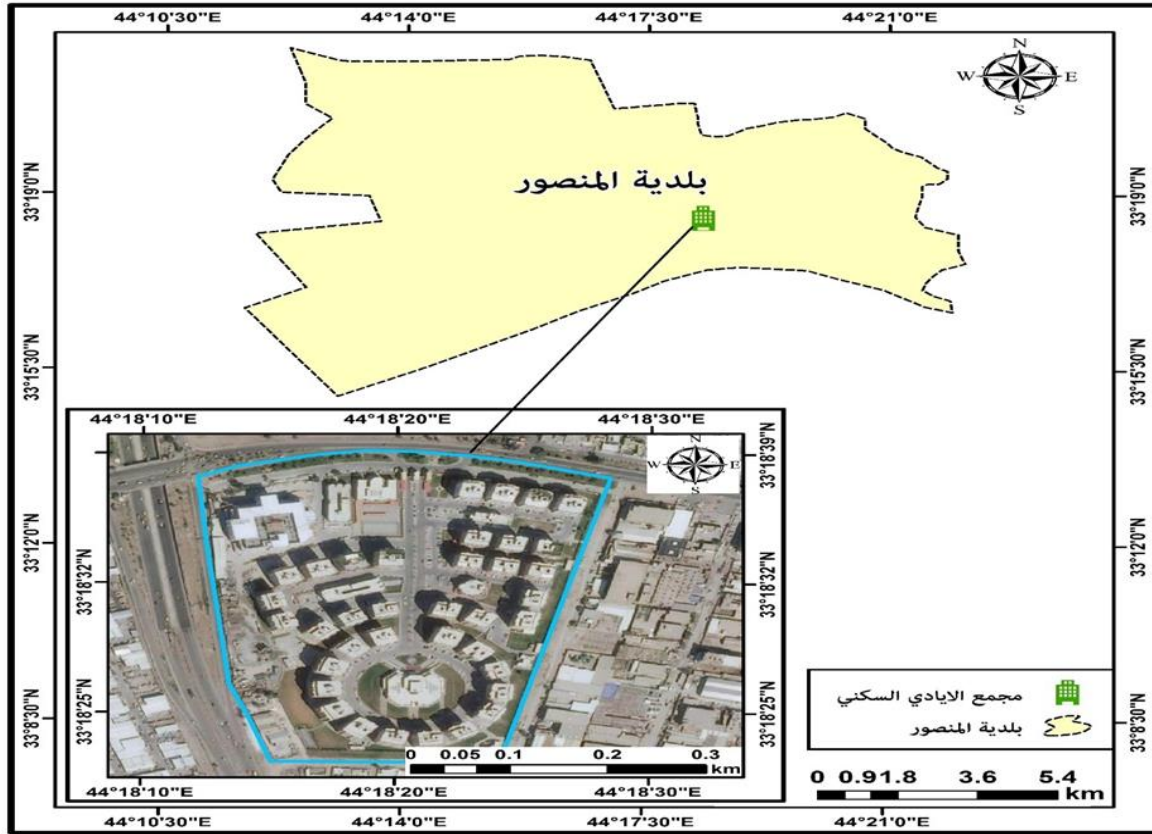 44°10'30"E 44°14'0"E 44°17'30"E 44°21'0"E
N
W E
S
33°19'0"N 33°19'0"N
بلدية المنصور
33°15'30"N 33°15'30"N
44°18'10"E 44°18'20"E 44°18'30"E
33°18'39"N
N
W E
S
33°12'0"N 33°12'0"N
33°18'32"N 33°18'32"N
33°18'25"N 33°18'25"N
مجمع الايادي السكني
بلدية المنصور
33°8'30"N 33°8'30"N
0 0.05 0.1 0.2 0.3
km
0 0.91.8 3.6 5.4
km
44°18'10"E 44°18'20"E 44°18'30"E
44°10'30"E 44°14'0"E 44°17'30"E 44°21'0"E